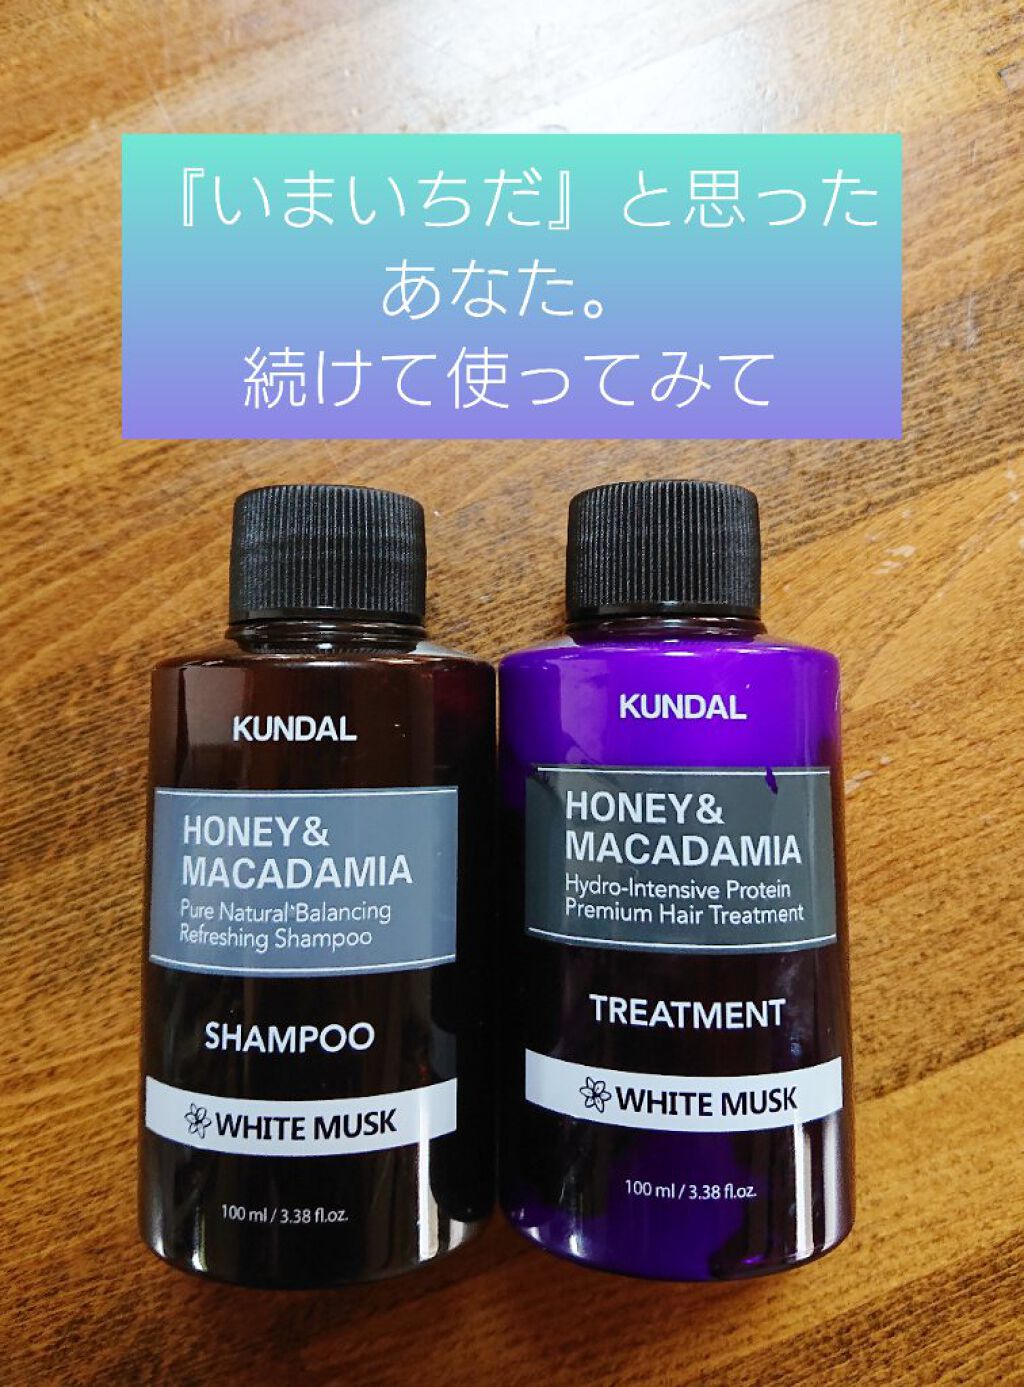 『いまいちだ』と思った
あなた。
続けて使ってみて
KUNDAL
HONEY&
MACADAMIA
Pure Natural Balancing
Refreshing Shampoo
SHAMPOO
WHITE MUSK
100 ml / 3.38 fl.oz.
KUNDAL
HONEY&
MACADAMIA
Hydro-Intensive Protein
Premium Hair Treatment
TREATMENT
WHITE MUSK
100 ml / 3.38 fl.oz.